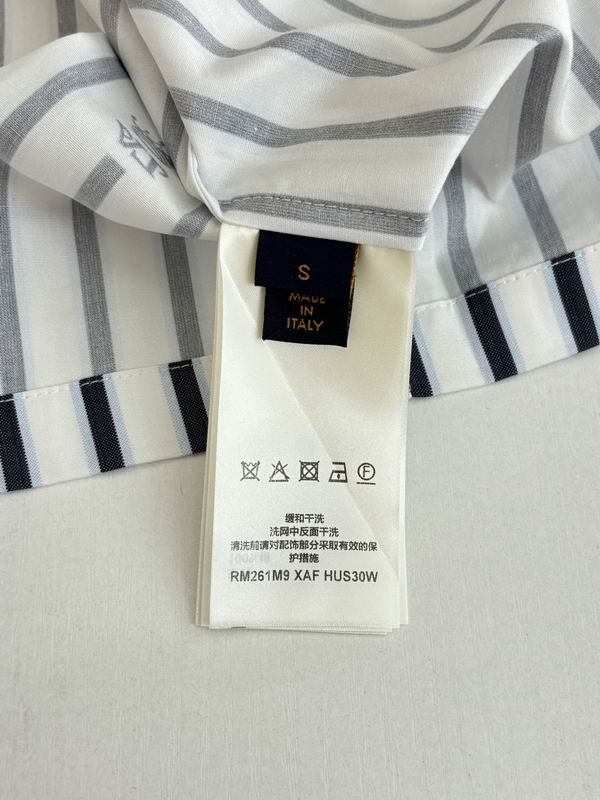 S
MADE
IN
ITALY
F
缓和干洗
洗网中反面干洗
清洗前请对配饰部分采取有效的保
护措施
RM261M9 XAF HUS30W